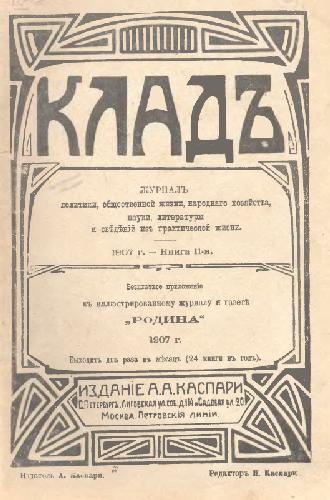 КЛАДЪ
ЖУРНАЛЪ
политики, общественной жизни, народнаго хозяйства,
науки, литературы
и свѣдѣній изъ практической жизни.
1907 г. — Книга 11-я.
Безплатное приложеніе
къ иллюстрированному журналу и газетѣ
„РОДИНА“
1907 г.
Выходитъ два раза въ мѣсяцъ (24 книги въ годъ).
ИЗДАНІЕ А.А.КАСПАРИ.
С.ПЕТЕРБУРГЪ, ЛИГОВСКАЯ УЛ. СОБ. Д. 114 и САДОВАЯ УЛ. 20
МОСКВА, ПЕТРОВСКІЯ ЛИНІИ.
Издатель А. Каспари.
Редакторъ П. Каспари.